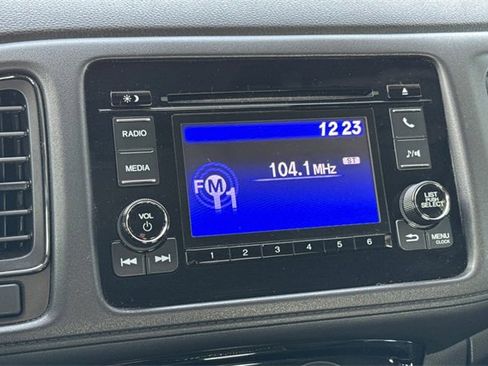 12 23
RADIO
MEDIA
104.1 MHz
ST
FM
1
VOL
LIST
PUSH
SELECT
MENU
CLOCK
1 2 3 4 5 6